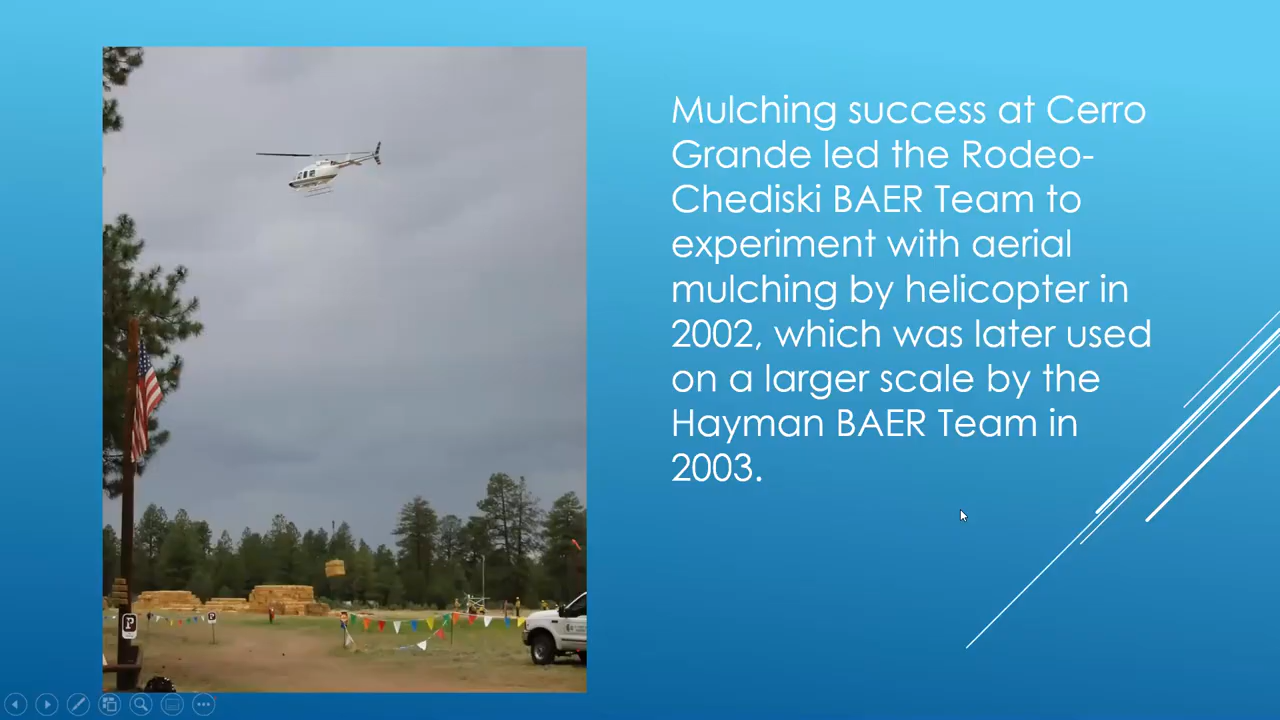 Mulching success at Cerro
Grande led the Rodeo-
Chediski BAER Team to
experiment with aerial
mulching by helicopter in
2002, which was later used
on a larger scale by the
Hayman BAER Team in
2003.
P
P